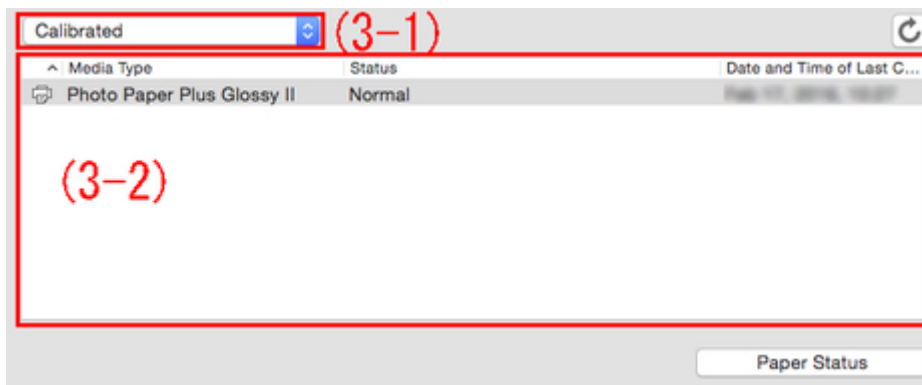 Calibrated (3-1)
Media Type Status Date and Time of Last C...
Photo Paper Plus Glossy II Normal
(3-2)
Paper Status